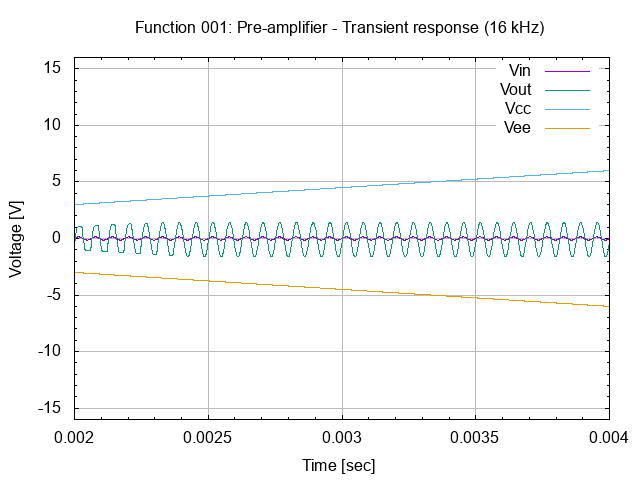 Function 001: Pre-amplifier - Transient response (16 kHz)
Vin
Vout
Vcc
Vee
15
10
5
0
-5
-10
-15
Voltage [V]
0.002 0.0025 0.003 0.0035 0.004
Time [sec]